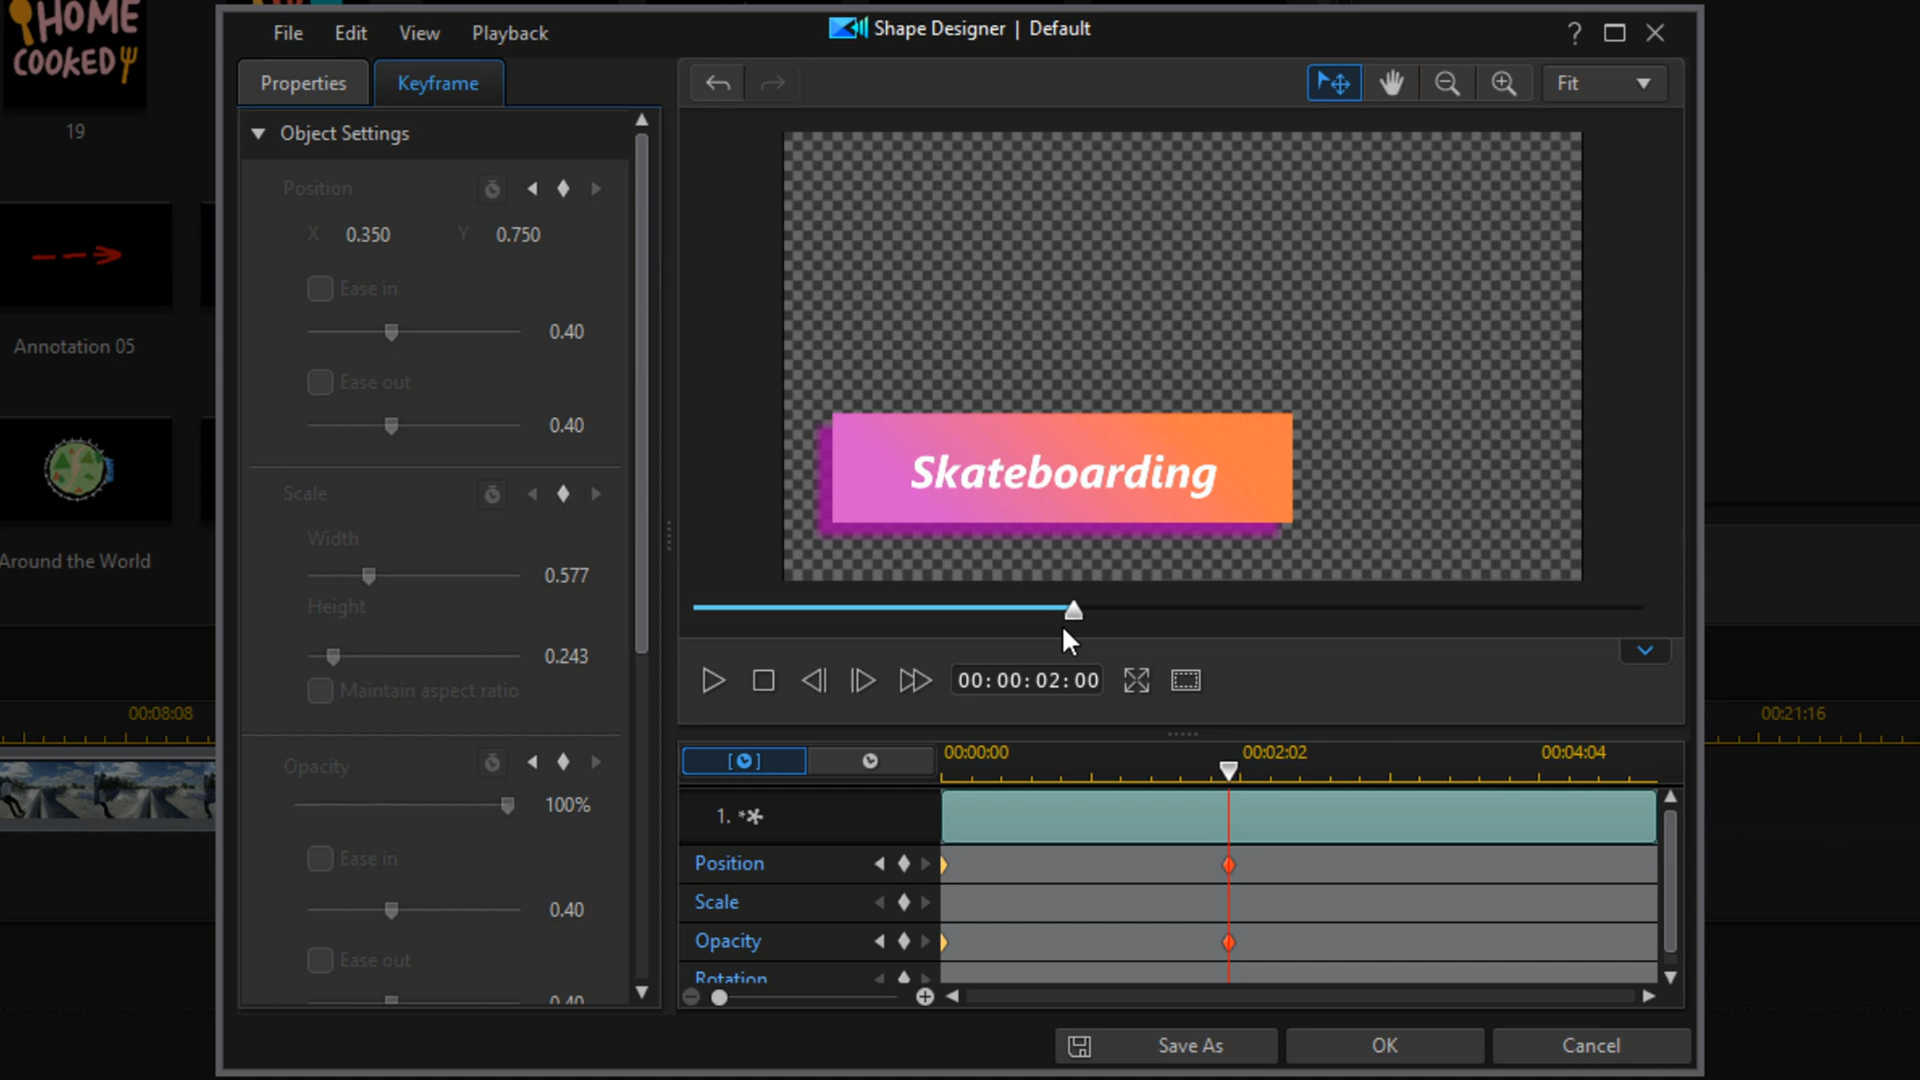 HOME
COOKED
19
Annotation 05
Around the World
00:08:08
00:21:16
Shape Designer | Default
?
File Edit View Playback
Properties Keyframe
Fit
Object Settings
Position
X 0.350 Y 0.750
Ease in
0.40
Ease out
0.40
Scale
Width
0.577
Height
0.243
Maintain aspect ratio
Opacity
100%
Ease in
0.40
Ease out
0.40
Skateboarding
00:00:02:00
00:00:00 00:02:02 00:04:04
1. **
Position
Scale
Opacity
Rotation
Save As OK Cancel